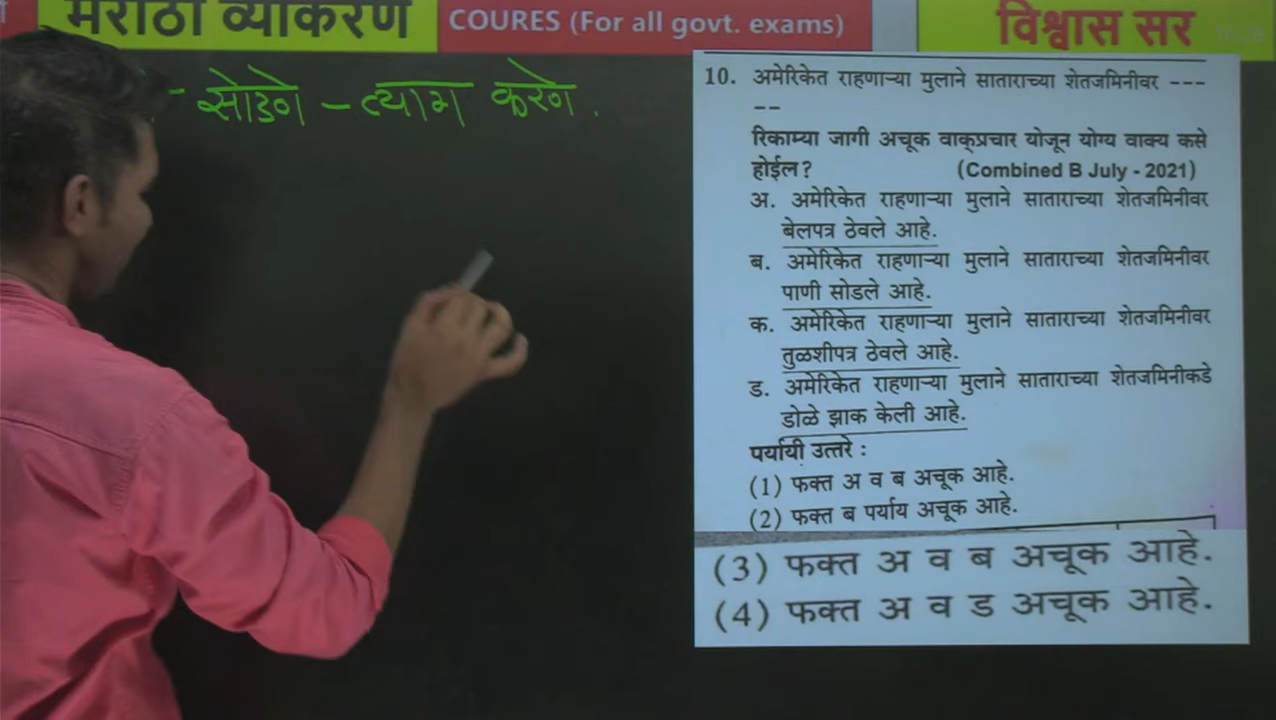 मराठी व्याकरण
COURES (For all govt. exams)
विश्वास सर
- सोडणे - त्याग करणे.
10. अमेरिकेत राहणाऱ्या मुलाने साताराच्या शेतजमिनीवर ---
--
रिकाम्या जागी अचूक वाक्प्रचार योजून योग्य वाक्य कसे
होईल? (Combined B July - 2021)
अ. अमेरिकेत राहणाऱ्या मुलाने साताराच्या शेतजमिनीवर
बेलपत्र ठेवले आहे.
ब. अमेरिकेत राहणाऱ्या मुलाने साताराच्या शेतजमिनीवर
पाणी सोडले आहे.
क. अमेरिकेत राहणाऱ्या मुलाने साताराच्या शेतजमिनीवर
तुळशीपत्र ठेवले आहे.
ड. अमेरिकेत राहणाऱ्या मुलाने साताराच्या शेतजमिनीकडे
डोळे झाक केली आहे.
पर्यायी उत्तरे :
(1) फक्त अ व ब अचूक आहे.
(2) फक्त ब पर्याय अचूक आहे.
(3) फक्त अ व ब अचूक आहे.
(4) फक्त अ व ड अचूक आहे.